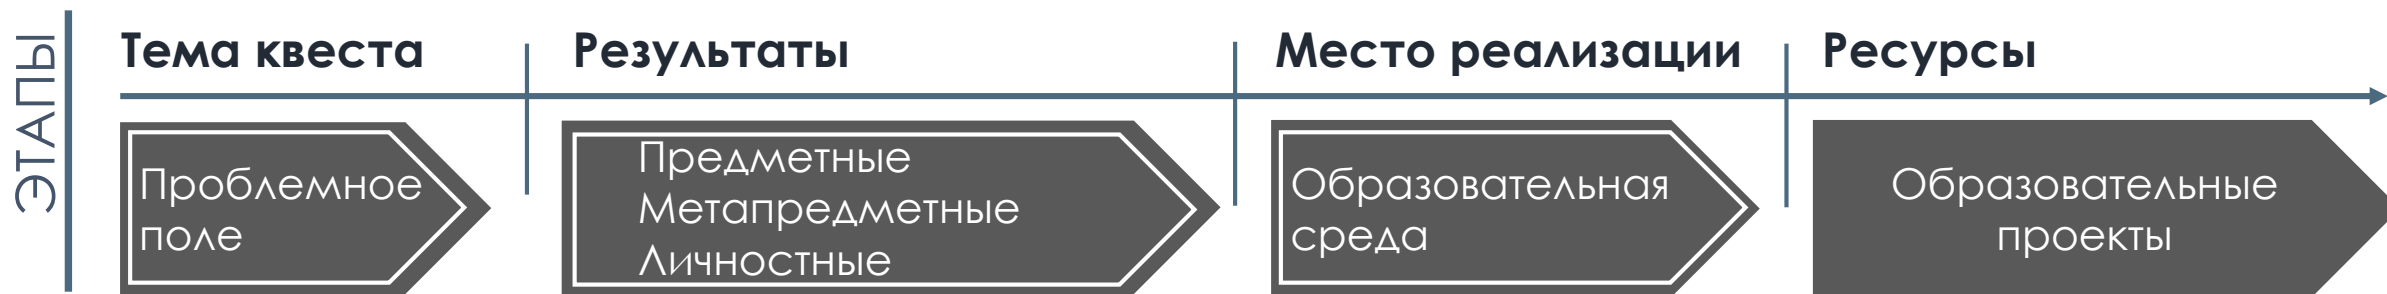 ЭТАПЫ
Тема квеста
Результаты
Место реализации
Ресурсы
Проблемное
поле
Предметные
Метапредметные
Личностные
Образовательная
среда
Образовательные
проекты